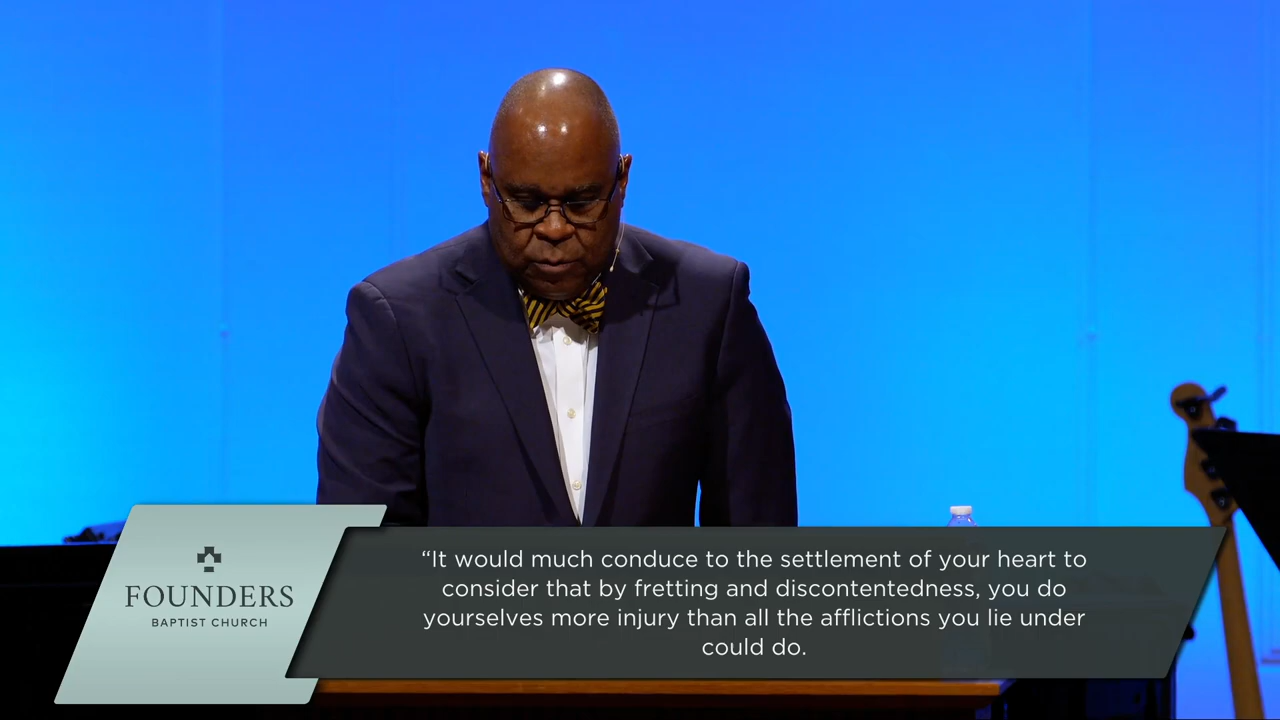 FOUNDERS
BAPTIST CHURCH
“It would much conduce to the settlement of your heart to
consider that by fretting and discontentedness, you do
yourselves more injury than all the afflictions you lie under
could do.